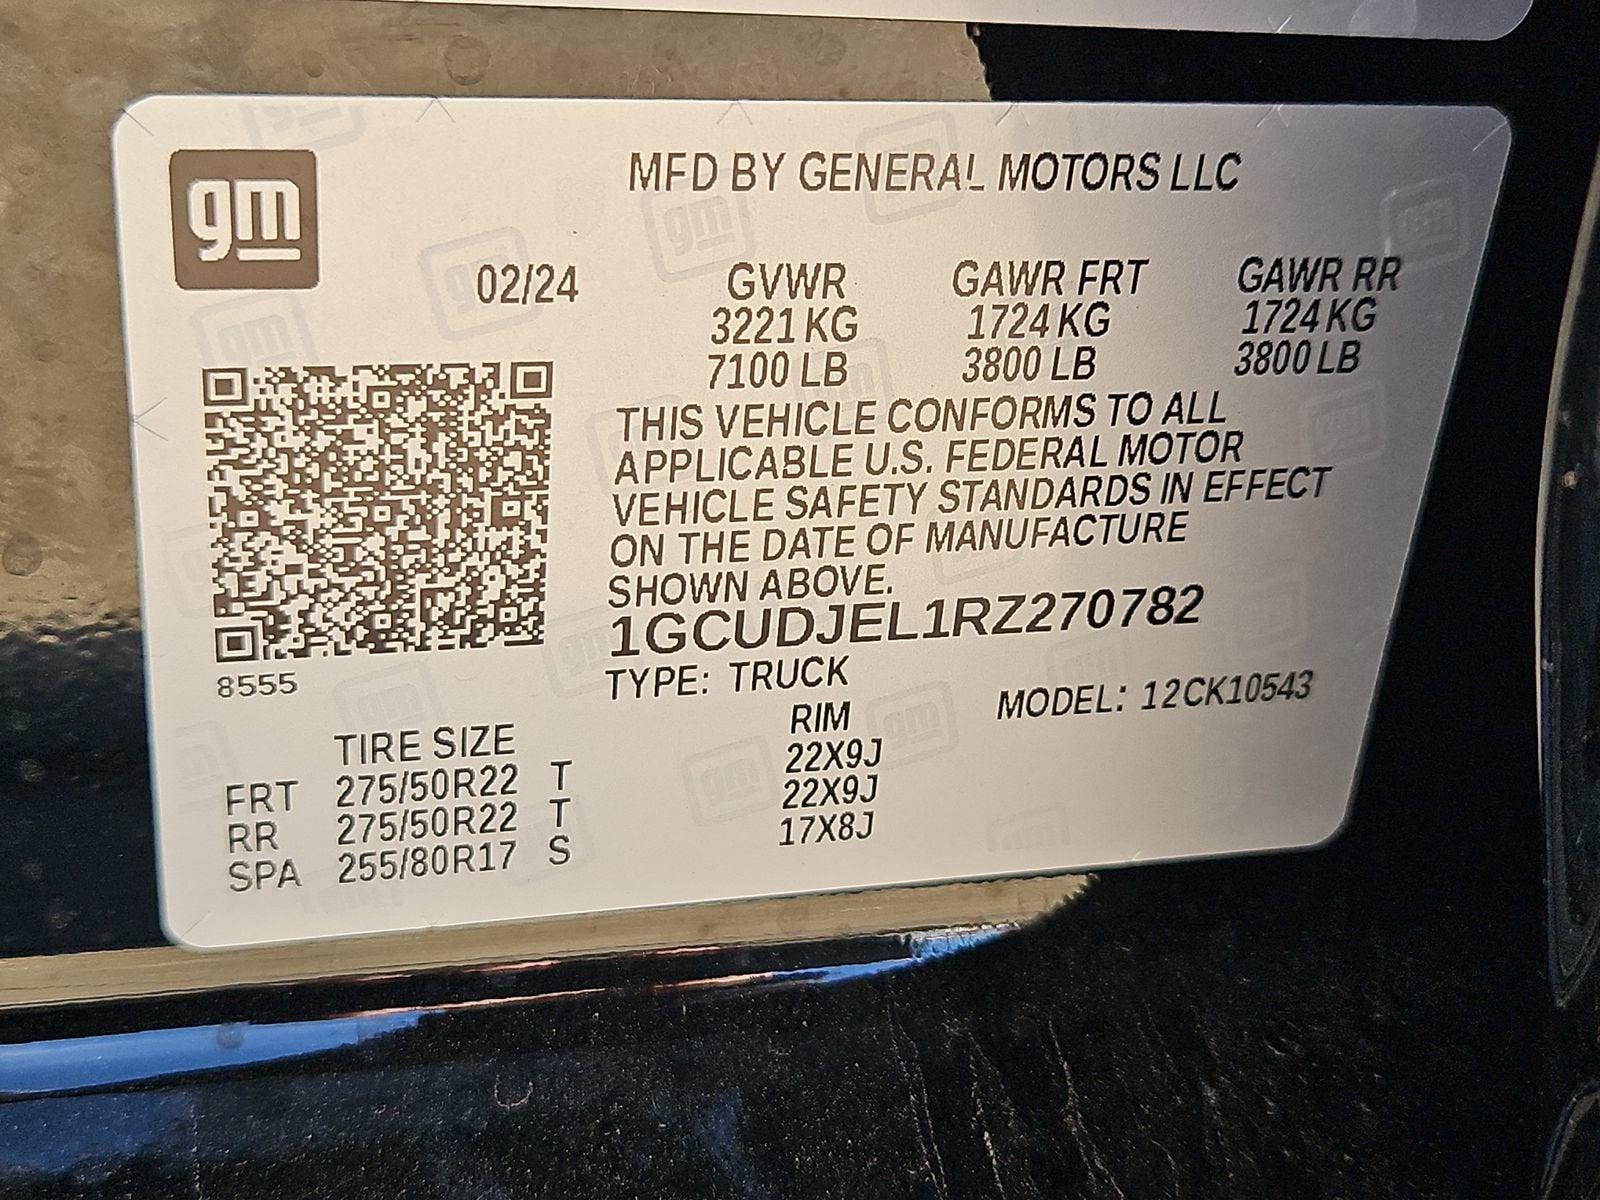 gm
MFD BY GENERAL MOTORS LLC
02/24 GVWR GAWR FRT GAWR RR
3221 KG 1724 KG 1724 KG
7100 LB 3800 LB 3800 LB
THIS VEHICLE CONFORMS TO ALL
APPLICABLE U.S. FEDERAL MOTOR
VEHICLE SAFETY STANDARDS IN EFFECT
ON THE DATE OF MANUFACTURE
SHOWN ABOVE.
1GCUDJEL1RZ270782
8555
TYPE: TRUCK MODEL: 12CK10543
TIRE SIZE RIM
FRT 275/50R22 T 22X9J
RR 275/50R22 T 22X9J
SPA 255/80R17 S 17X8J